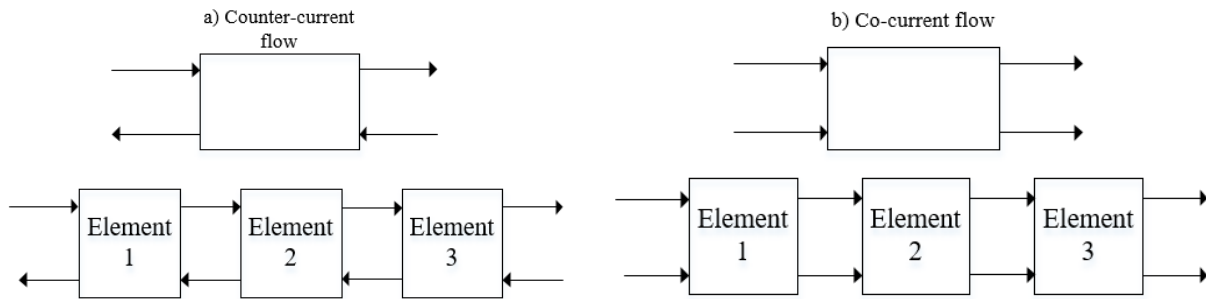 a) Counter-current
flow
Element
1
Element
2
Element
3
b) Co-current flow
Element
1
Element
2
Element
3